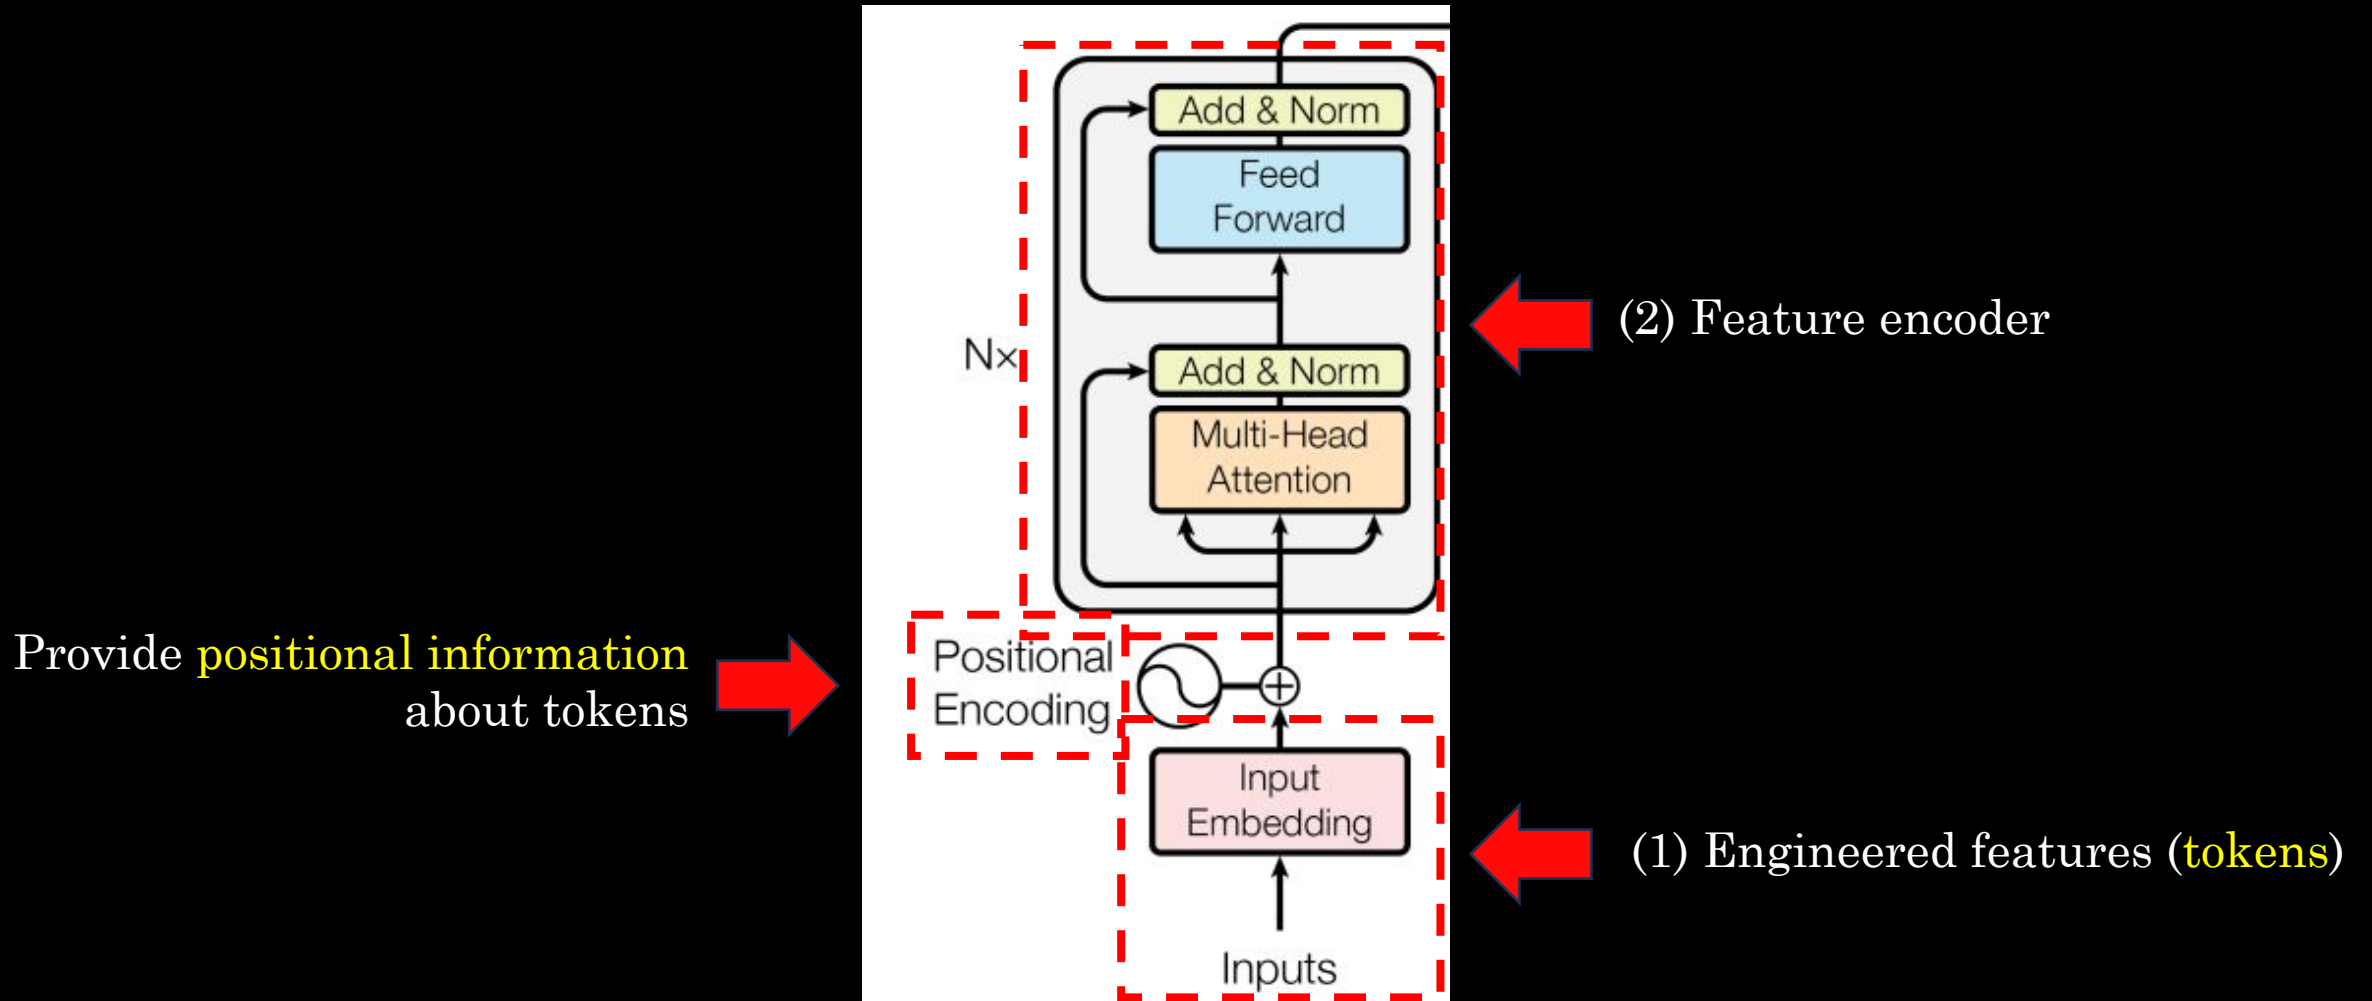 Add & Norm
Feed
Forward
(2) Feature encoder
N×
Add & Norm
Multi-Head
Attention
Provide positional information
about tokens
Positional
Encoding
Input
Embedding
(1) Engineered features (tokens)
Inputs